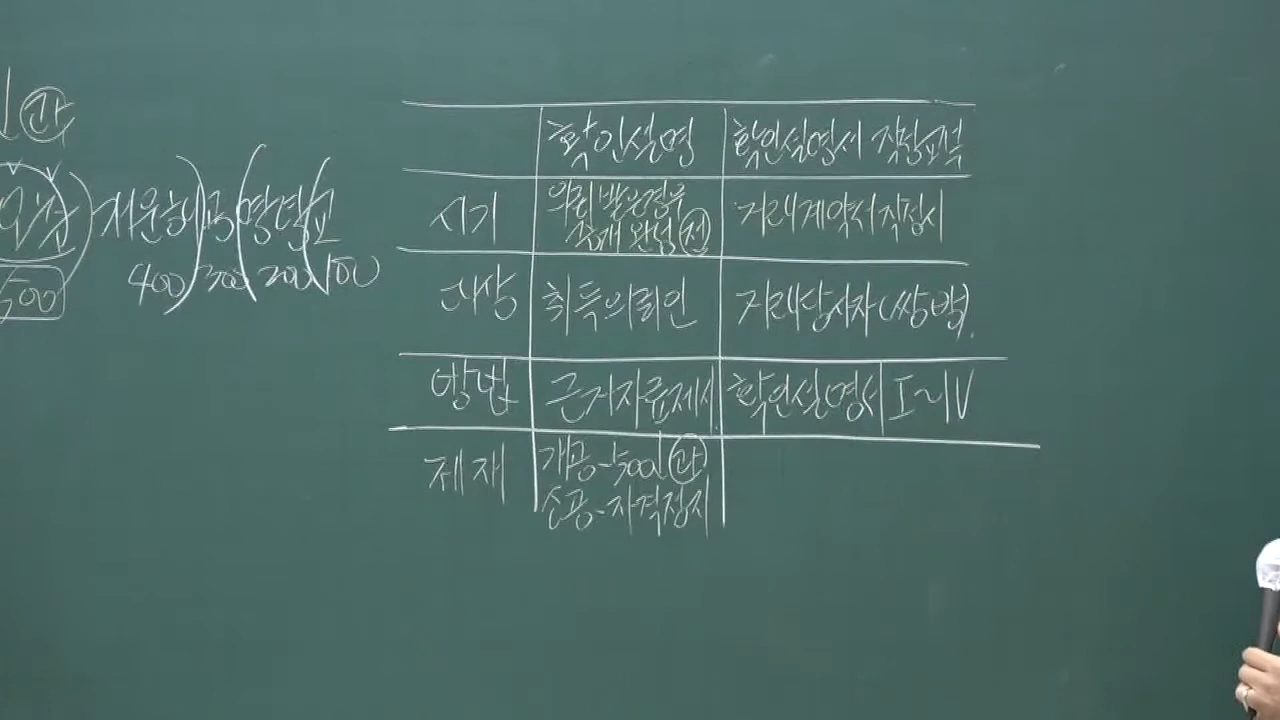 과
500
400 300 200 100
확인설명 확인설명서 작성교부
시기 의뢰받은경우 거래계약서작성시
중개완성 전
대상 취득의뢰인 거래당사자(쌍방).
방법 근거자료제시 확인설명서 I~IV
제재 개공-500 과
소공-자격정지